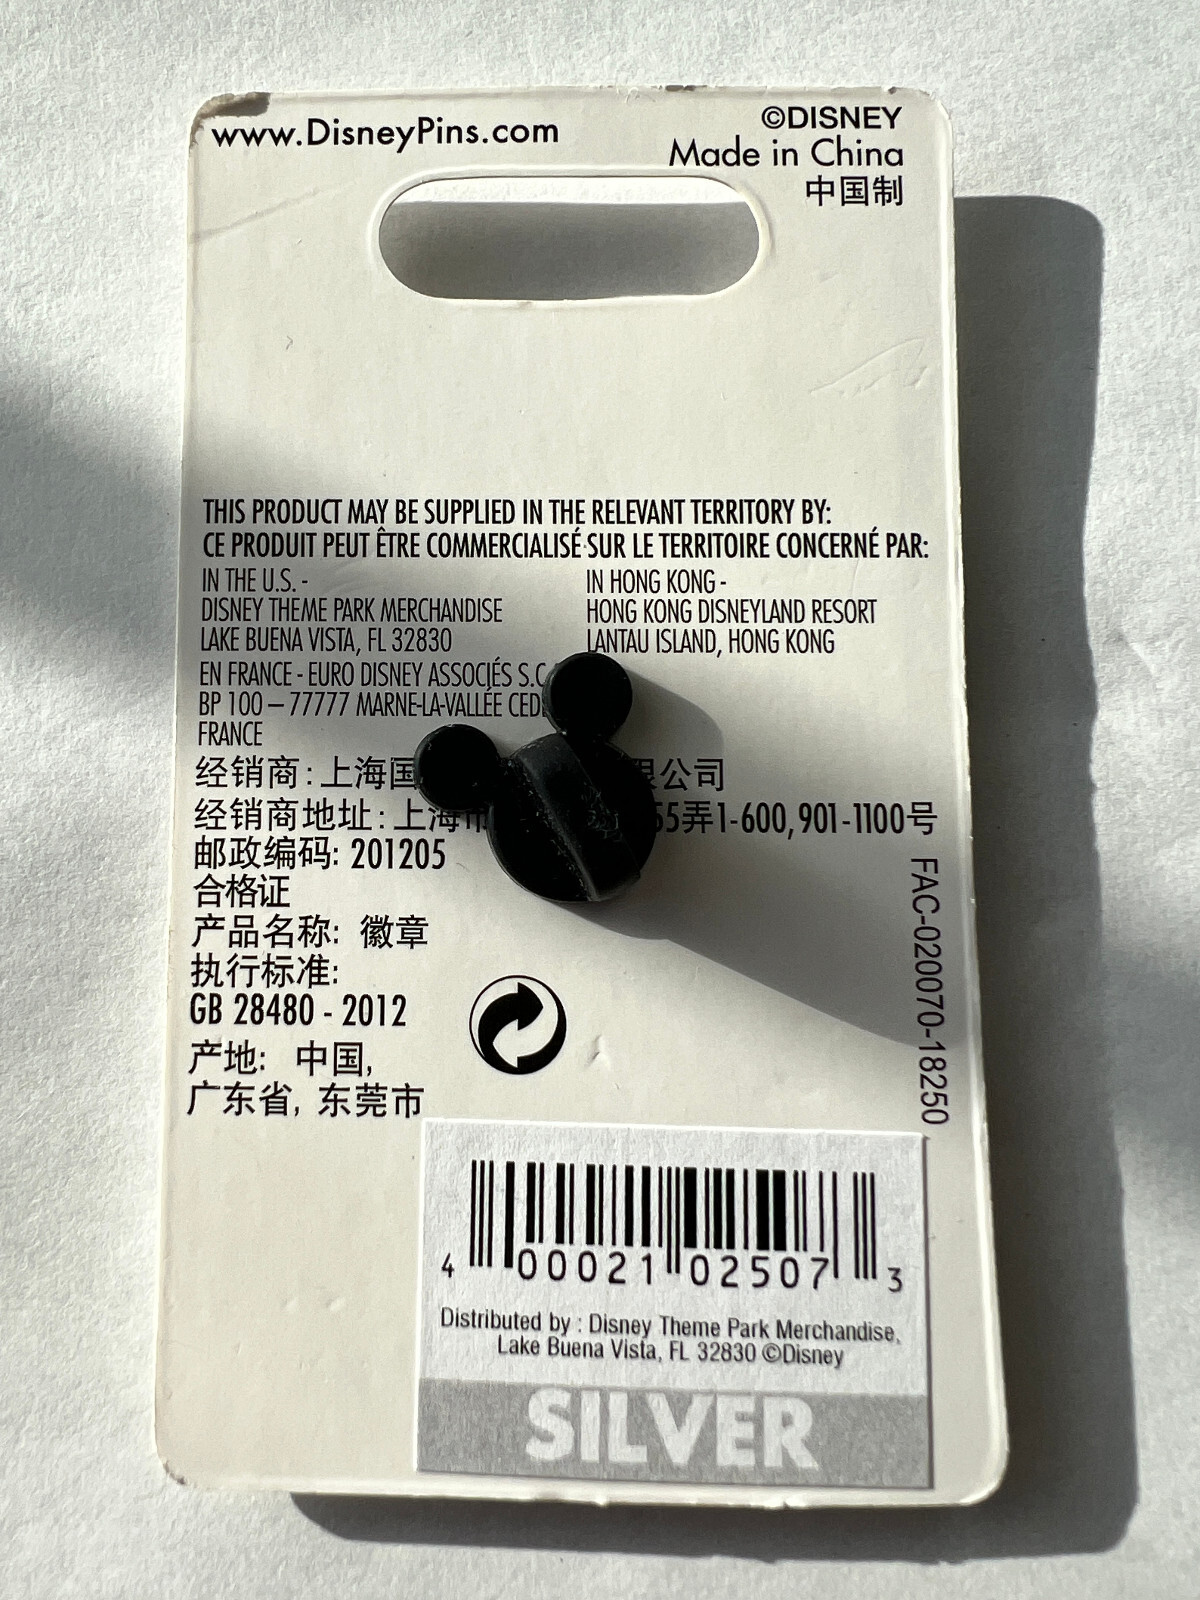 www.DisneyPins.com
©DISNEY
Made in China
中国制
THIS PRODUCT MAY BE SUPPLIED IN THE RELEVANT TERRITORY BY:
CE PRODUIT PEUT ÊTRE COMMERCIALISÉ SUR LE TERRITOIRE CONCERNÉ PAR:
IN THE U.S. -
DISNEY THEME PARK MERCHANDISE
LAKE BUENA VISTA, FL 32830
IN HONG KONG -
HONG KONG DISNEYLAND RESORT
LANTAU ISLAND, HONG KONG
EN FRANCE - EURO DISNEY ASSOCIÉS S.C
BP 100 – 77777 MARNE-LA-VALLÉE CED
FRANCE
经销商: 上海国 限公司
经销商地址: 上海市 55弄1-600, 901-1100号
邮政编码: 201205
合格证
产品名称: 徽章
执行标准:
GB 28480 - 2012
产地: 中国,
广东省, 东莞市
FAC-020070-18250
4 00021 02507 3
Distributed by : Disney Theme Park Merchandise,
Lake Buena Vista, FL 32830 ©Disney
SILVER